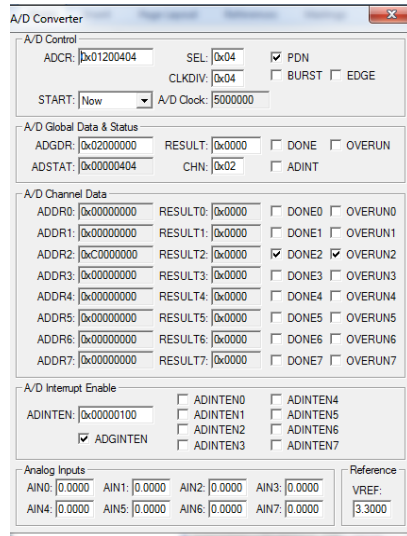 A/D Converter
A/D Control
ADCR: 0x01200404 SEL: 0x04 PDN
CLKDIV: 0x04 BURST EDGE
START: Now A/D Clock: 5000000
A/D Global Data & Status
ADGDR: 0x02000000 RESULT: 0x0000 DONE OVERUN
ADSTAT: 0x00000404 CHN: 0x02 ADINT
A/D Channel Data
ADDR0: 0x00000000 RESULT0: 0x0000 DONE0 OVERUN0
ADDR1: 0x00000000 RESULT1: 0x0000 DONE1 OVERUN1
ADDR2: 0xC0000000 RESULT2: 0x0000 DONE2 OVERUN2
ADDR3: 0x00000000 RESULT3: 0x0000 DONE3 OVERUN3
ADDR4: 0x00000000 RESULT4: 0x0000 DONE4 OVERUN4
ADDR5: 0x00000000 RESULT5: 0x0000 DONE5 OVERUN5
ADDR6: 0x00000000 RESULT6: 0x0000 DONE6 OVERUN6
ADDR7: 0x00000000 RESULT7: 0x0000 DONE7 OVERUN7
A/D Interrupt Enable
ADINTEN0 ADINTEN4
ADINTEN: 0x00000100 ADINTEN1 ADINTEN5
ADINTEN2 ADINTEN6
ADGINTEN ADINTEN3 ADINTEN7
Analog Inputs Reference
AIN0: 0.0000 AIN1: 0.0000 AIN2: 0.0000 AIN3: 0.0000 VREF:
AIN4: 0.0000 AIN5: 0.0000 AIN6: 0.0000 AIN7: 0.0000 3.3000